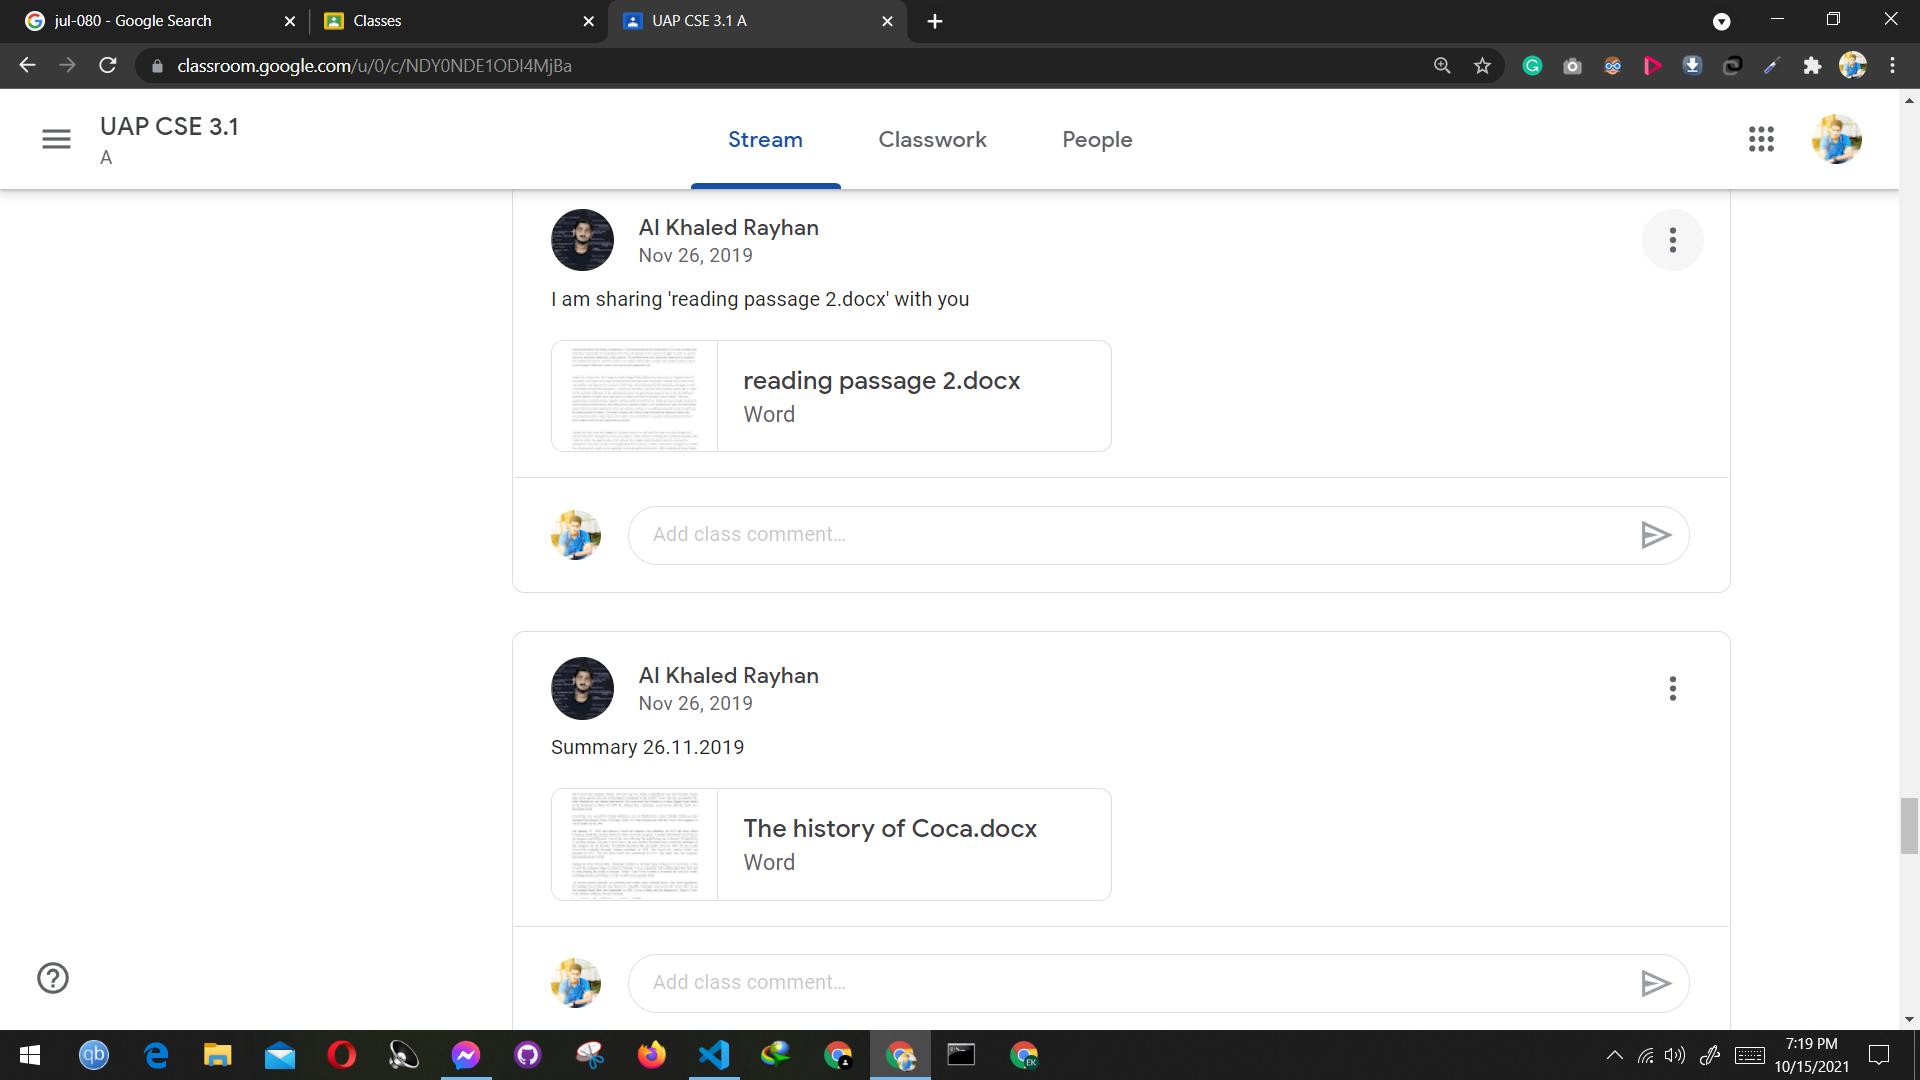 jul-080 - Google Search
Classes
UAP CSE 3.1 A
classroom.google.com/u/0/c/NDY0NDE1ODI4MjBa
UAP CSE 3.1
A
Stream
Classwork
People
Al Khaled Rayhan
Nov 26, 2019
I am sharing 'reading passage 2.docx' with you
reading passage 2.docx
Word
Add class comment...
Al Khaled Rayhan
Nov 26, 2019
Summary 26.11.2019
The history of Coca.docx
Word
Add class comment...
qb
EK
7:19 PM
10/15/2021